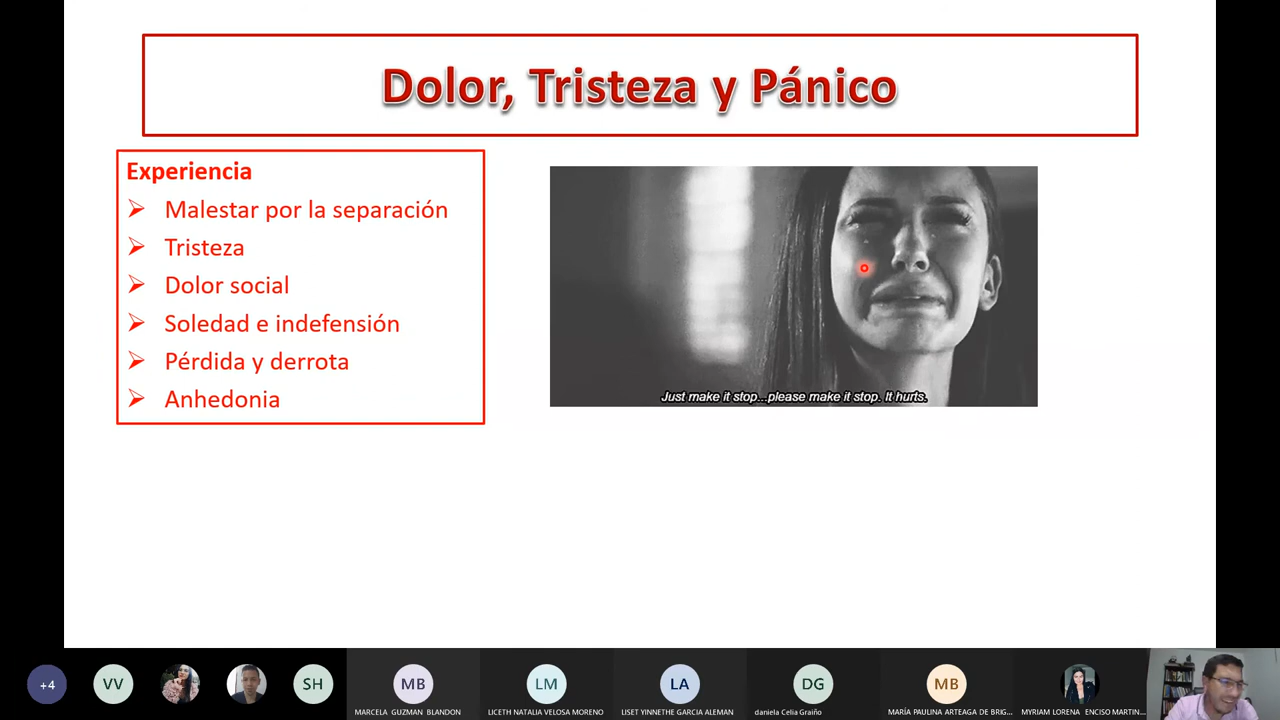 Dolor, Tristeza y Pánico
Experiencia
Malestar por la separación
Tristeza
Dolor social
Soledad e indefensión
Pérdida y derrota
Anhedonia
Just make it stop...please make it stop. It hurts.
+4
VV
SH
MB
LM
LA
DG
MB
MARCELA GUZMAN BLANDON
LICETH NATALIA VELOSA MORENO
LISET YINNETHE GARCIA ALEMAN
daniela Celia Graiño
MARÍA PAULINA ARTEAGA DE BRIG...
MYRIAM LORENA ENCISO MARTIN...